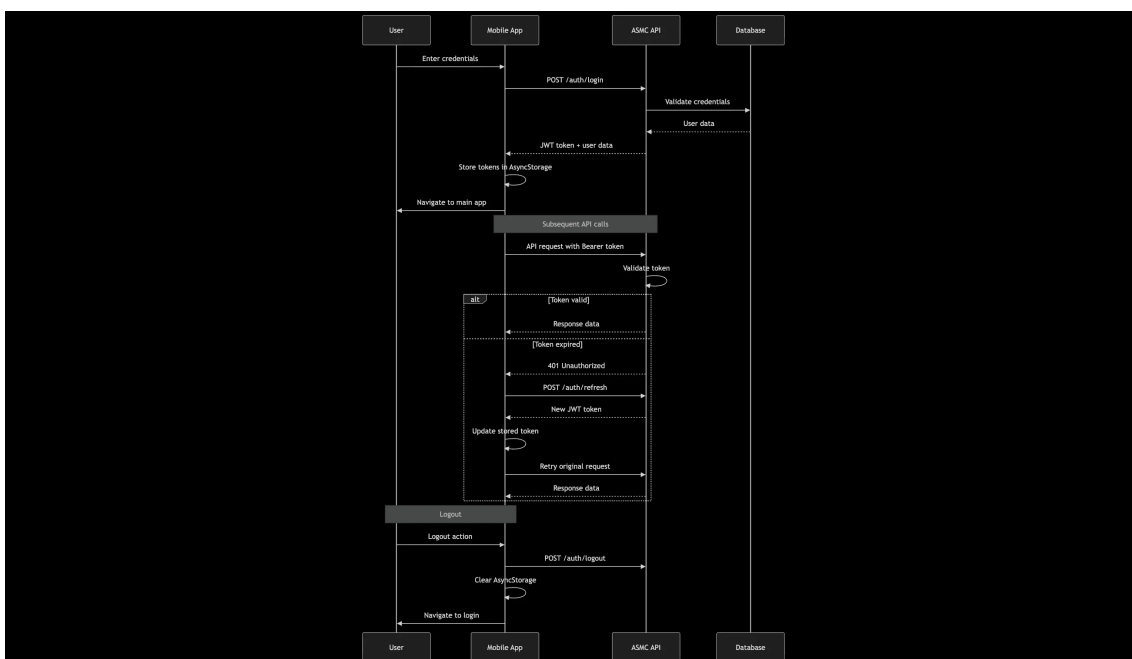 User
Mobile App
ASMC API
Database
Enter credentials
POST /auth/login
Validate credentials
User data
JWT token + user data
Store tokens in AsyncStorage
Navigate to main app
Subsequent API calls
API request with Bearer token
Validate token
alt
[Token valid]
Response data
[Token expired]
401 Unauthorized
POST /auth/refresh
New JWT token
Update stored token
Retry original request
Response data
Logout
Logout action
POST /auth/logout
Clear AsyncStorage
Navigate to login
User
Mobile App
ASMC API
Database